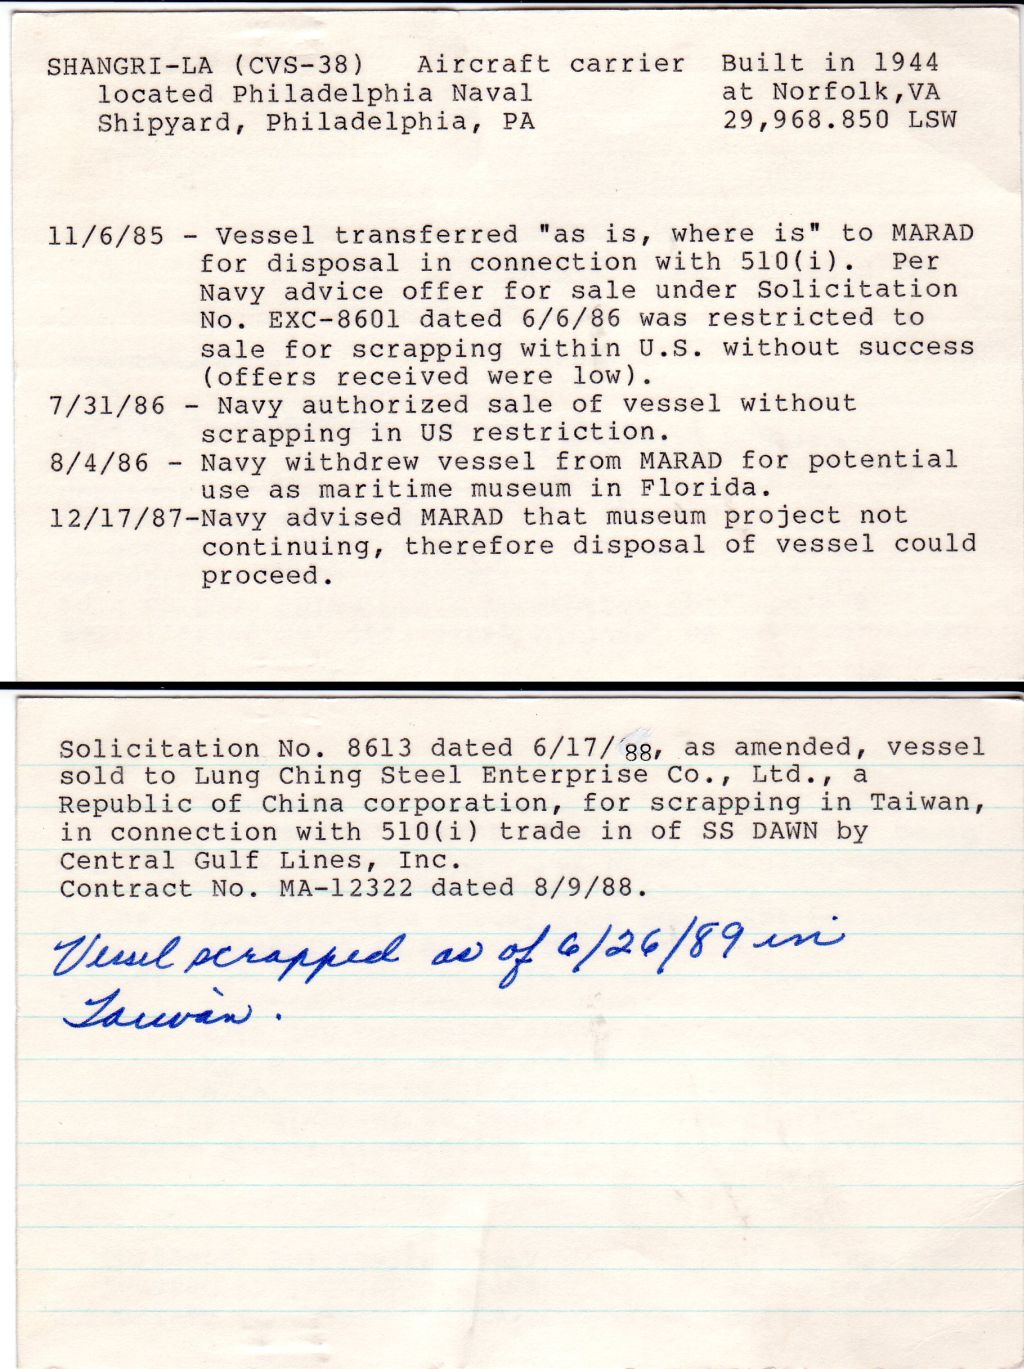 SHANGRI-LA (CVS-38)   Aircraft carrier   Built in 1944
located Philadelphia Naval   at Norfolk,VA
Shipyard, Philadelphia, PA   29,968.850 LSW
11/6/85 - Vessel transferred "as is, where is" to MARAD
for disposal in connection with 510(i).  Per
Navy advice offer for sale under Solicitation
No. EXC-8601 dated 6/6/86 was restricted to
sale for scrapping within U.S. without success
(offers received were low).
7/31/86 - Navy authorized sale of vessel without
scrapping in US restriction.
8/4/86 - Navy withdrew vessel from MARAD for potential
use as maritime museum in Florida.
12/17/87-Navy advised MARAD that museum project not
continuing, therefore disposal of vessel could
proceed.
Solicitation No. 8613 dated 6/17/88, as amended, vessel
sold to Lung Ching Steel Enterprise Co., Ltd., a
Republic of China corporation, for scrapping in Taiwan,
in connection with 510(i) trade in of SS DAWN by
Central Gulf Lines, Inc.
Contract No. MA-12322 dated 8/9/88.
Vessel scrapped as of 6/26/89 in
Taiwan.